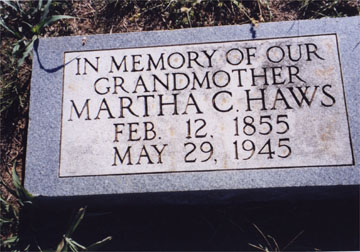 IN MEMORY OF OUR
GRANDMOTHER
MARTHA C. HAWS
FEB. 12, 1855
MAY 29, 1945